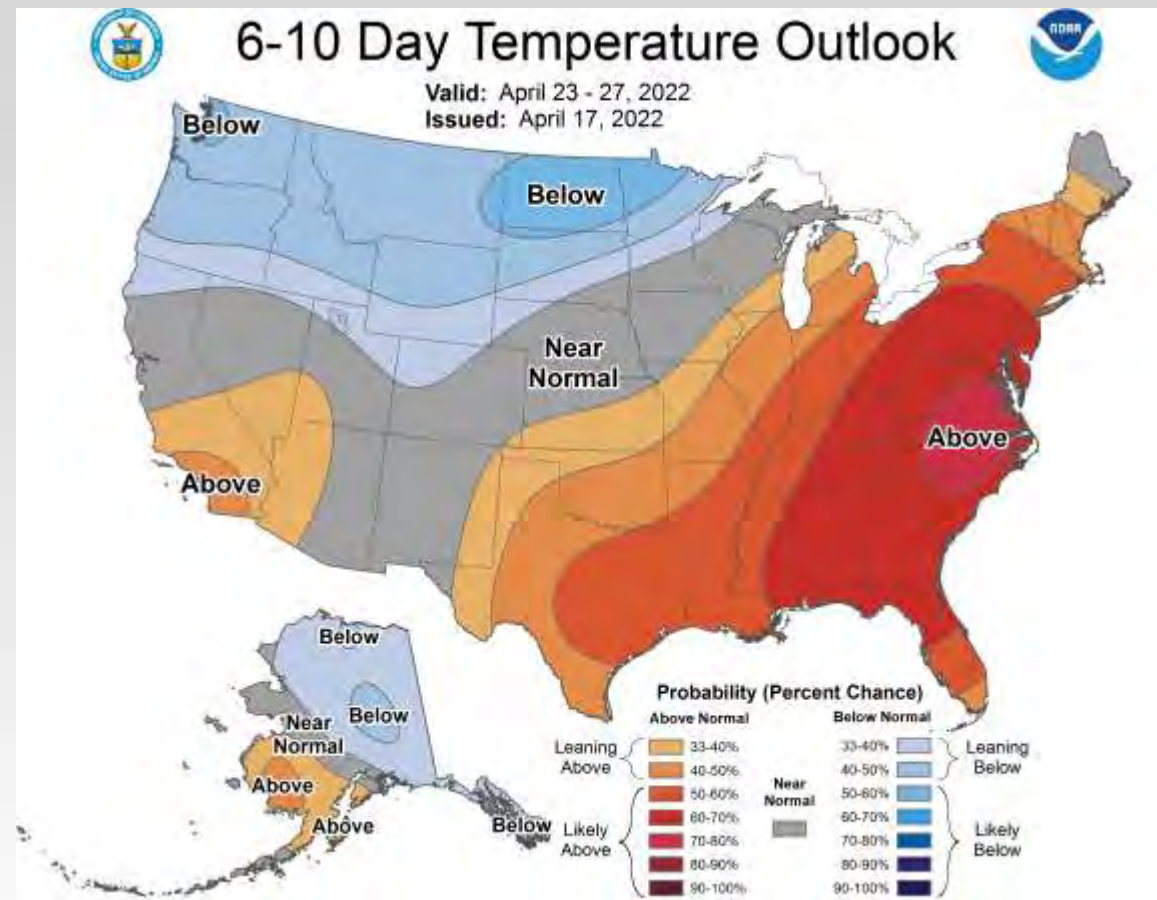 6-10 Day Temperature Outlook
NOAA
Valid: April 23 - 27, 2022
Issued: April 17, 2022
Below
Below
Near
Normal
Above
Above
Below
Below
Near
Normal
Above
Above
Below
Probability (Percent Chance)
Above Normal
Below Normal
Leaning
Above
33-40%
40-50%
Likely
Above
50-60%
60-70%
70-80%
80-90%
90-100%
Near
Normal
33-40%
40-50%
Leaning
Below
50-60%
60-70%
70-80%
80-90%
90-100%
Likely
Below